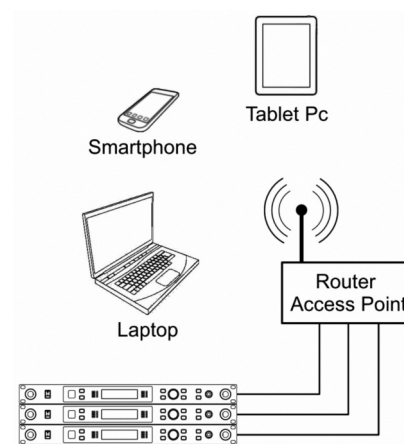 Tablet Pc
Smartphone
Laptop
Router
Access Point